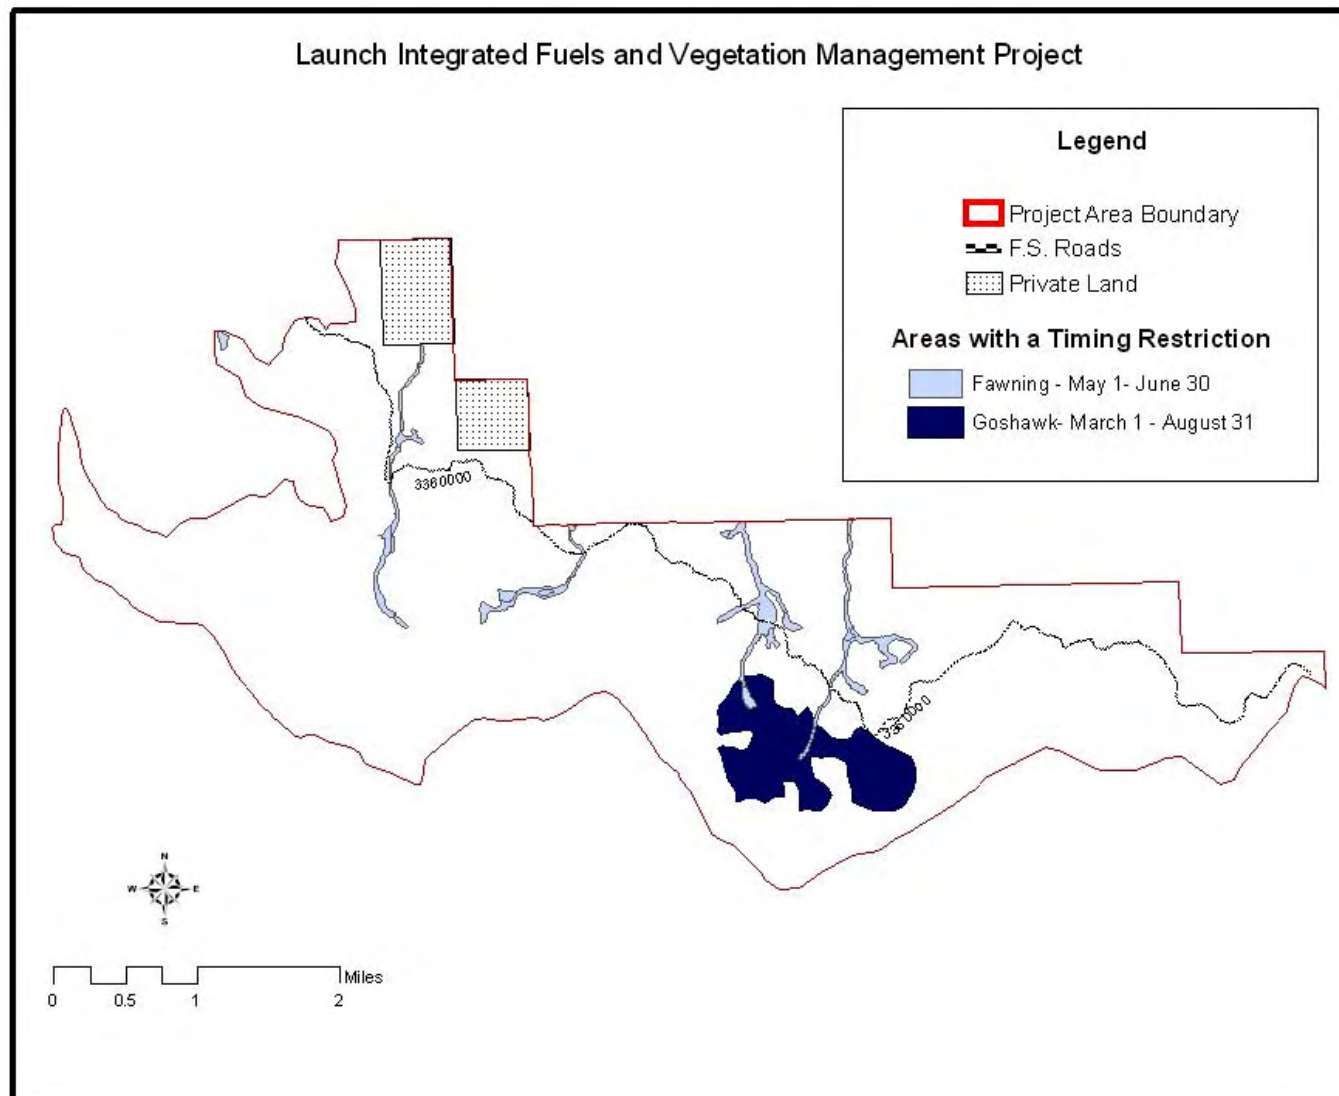 Launch Integrated Fuels and Vegetation Management Project
Legend
Project Area Boundary
F.S. Roads
Private Land
Areas with a Timing Restriction
Fawning - May 1- June 30
Goshawk- March 1 - August 31
3360000
3360000
N
W E
S
Miles
0 0.5 1 2